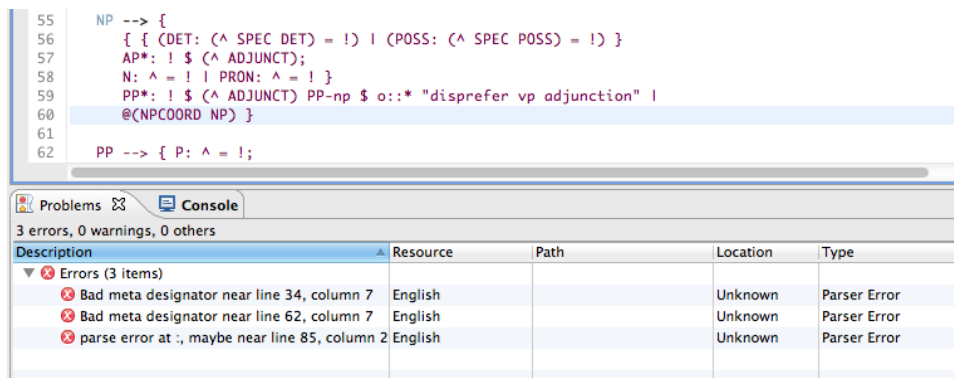 55 NP --> {
56 { { (DET: (^ SPEC DET) = !) | (POSS: (^ SPEC POSS) = !) }
57 AP*: ! $ (^ ADJUNCT);
58 N: ^ = ! | PRON: ^ = ! }
59 PP*: ! $ (^ ADJUNCT) PP-np $ o::* "disprefer vp adjunction" |
60 @(NPCOORD NP) }
61
62 PP --> { P: ^ = !;
Problems Console
3 errors, 0 warnings, 0 others
Description Resource Path Location Type
Errors (3 items)
Bad meta designator near line 34, column 7 English Unknown Parser Error
Bad meta designator near line 62, column 7 English Unknown Parser Error
parse error at :, maybe near line 85, column 2 English Unknown Parser Error